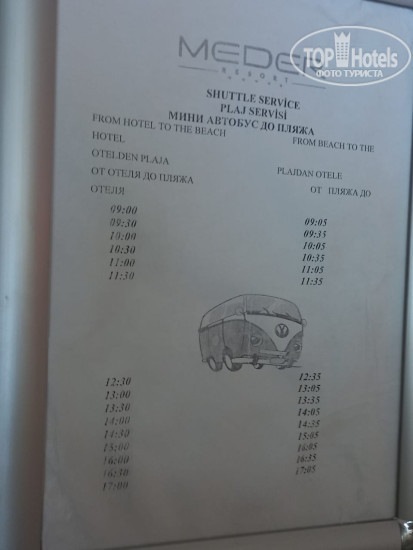 MEDER
RESORT
TOPHotels
ФОТО ТУРИСТА
SHUTTLE SERVİCE
PLAJ SERVİSİ
МИНИ АВТОБУС ДО ПЛЯЖА
FROM HOTEL TO THE BEACH FROM BEACH TO THE
HOTEL
OTELDEN PLAJA PLAJDAN OTELE
ОТ ОТЕЛЯ ДО ПЛЯЖА ОТ ПЛЯЖА ДО
ОТЕЛЯ
09:00 09:05
09:30 09:35
10:00 10:05
10:30 10:35
11:00 11:05
11:30 11:35
12:30 12:35
13:00 13:05
13:30 13:35
14:00 14:05
14:30 14:35
15:00 15:05
16:00 16:05
16:30 16:35
17:00 17:05